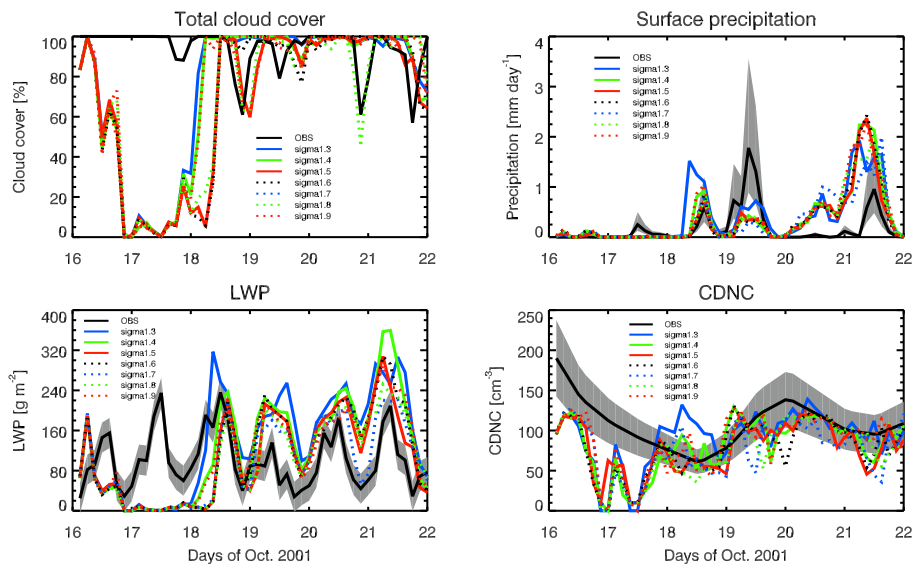 Total cloud cover
Cloud cover [%]
100
80
60
40
20
0
OBS
sigma1.3
sigma1.4
sigma1.5
sigma1.6
sigma1.7
sigma1.8
sigma1.9
16 17 18 19 20 21 22
Surface precipitation
Precipitation [mm day⁻¹]
4
3
2
1
0
OBS
sigma1.3
sigma1.4
sigma1.5
sigma1.6
sigma1.7
sigma1.8
sigma1.9
16 17 18 19 20 21 22
LWP
LWP [g m⁻²]
400
320
240
160
80
0
OBS
sigma1.3
sigma1.4
sigma1.5
sigma1.6
sigma1.7
sigma1.8
sigma1.9
16 17 18 19 20 21 22
Days of Oct. 2001
CDNC
CDNC [cm⁻³]
250
200
150
100
50
0
OBS
sigma1.3
sigma1.4
sigma1.5
sigma1.6
sigma1.7
sigma1.8
sigma1.9
16 17 18 19 20 21 22
Days of Oct. 2001